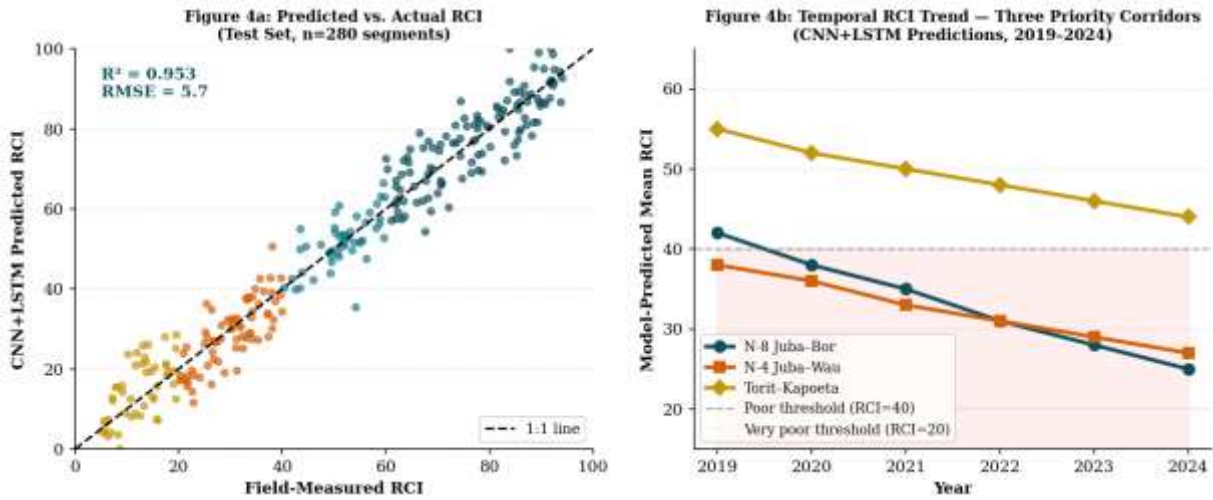 Figure 4a: Predicted vs. Actual RCI
(Test Set, n=280 segments)
R² = 0.953
RMSE = 5.7
CNN+LSTM Predicted RCI
100
80
60
40
20
0
0 20 40 60 80 100
Field-Measured RCI
1:1 line
Figure 4b: Temporal RCI Trend — Three Priority Corridors
(CNN+LSTM Predictions, 2019–2024)
Model-Predicted Mean RCI
60
50
40
30
20
N-8 Juba–Bor
N-4 Juba–Wau
Torit–Kapoeta
Poor threshold (RCI=40)
Very poor threshold (RCI=20)
2019 2020 2021 2022 2023 2024
Year